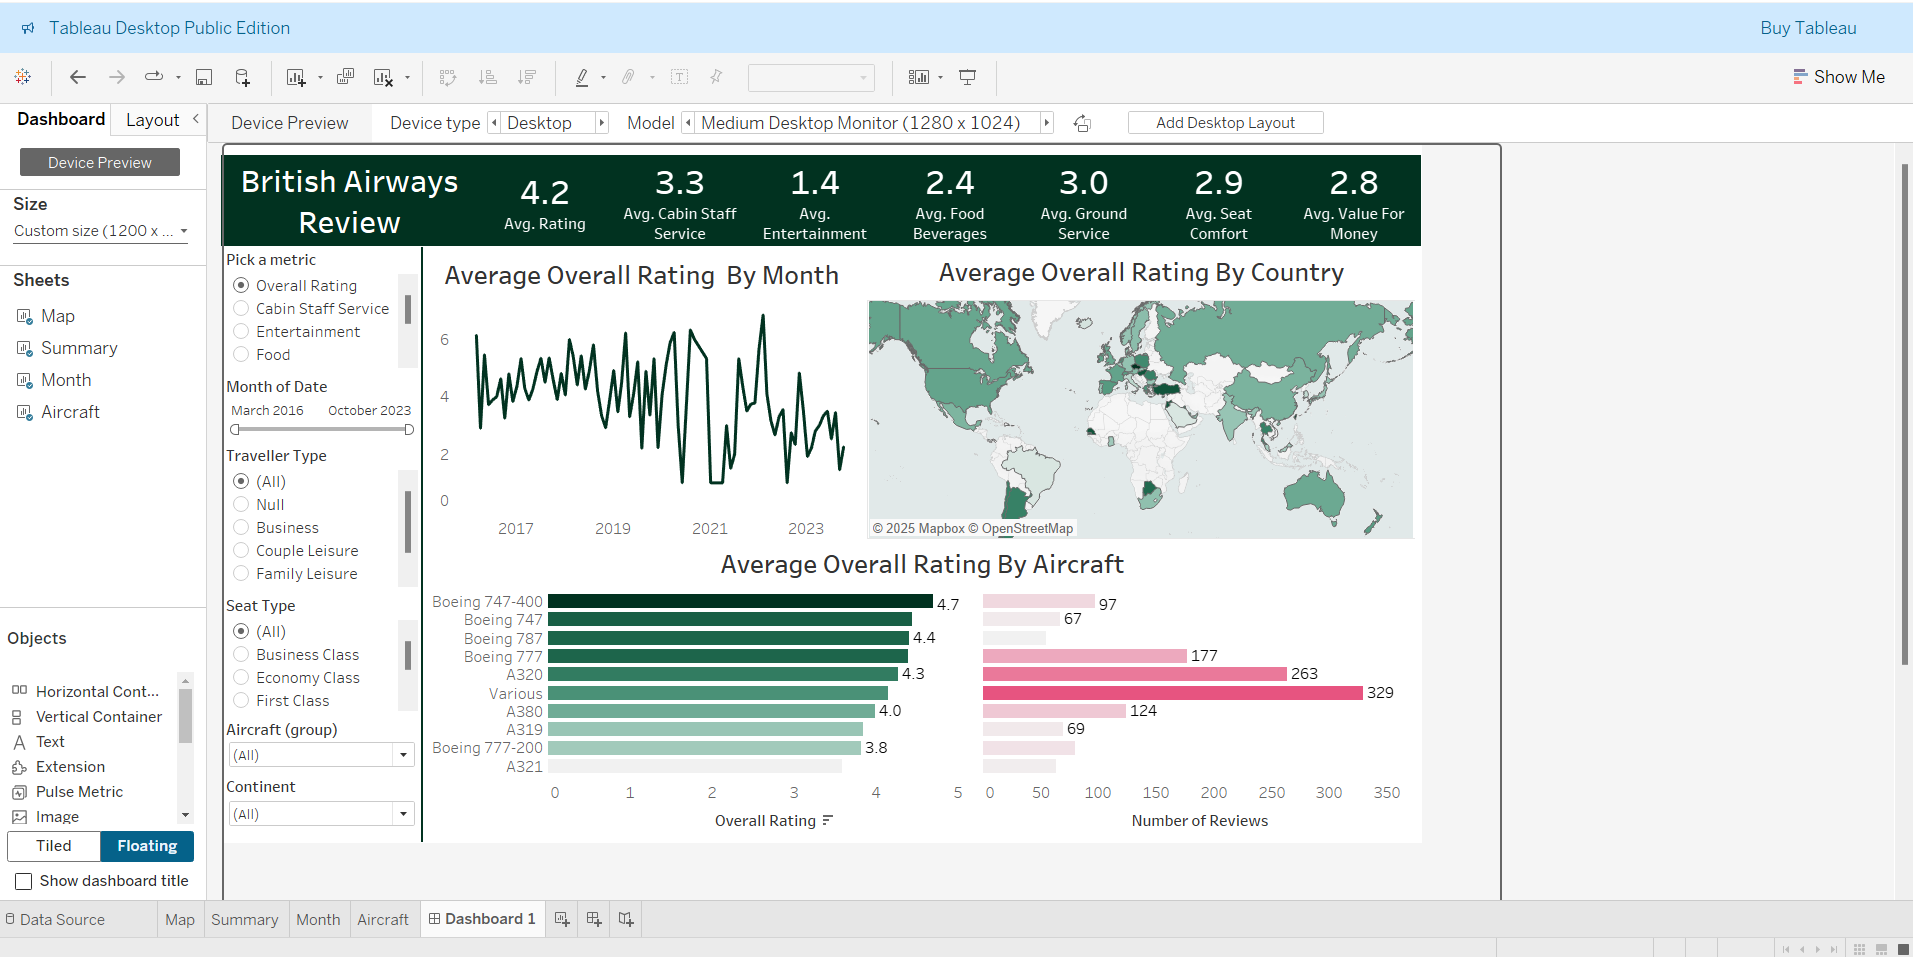 Tableau Desktop Public Edition
Buy Tableau
Show Me
Dashboard
Layout
Device Preview
Device type
Desktop
Model
Medium Desktop Monitor (1280 x 1024)
Add Desktop Layout
Device Preview
Size
Custom size (1200 x ...
Sheets
Map
Summary
Month
Aircraft
Objects
Horizontal Cont...
Vertical Container
Text
Extension
Pulse Metric
Image
Tiled
Floating
Show dashboard title
British Airways
Review
4.2
Avg. Rating
3.3
Avg. Cabin Staff
Service
1.4
Avg.
Entertainment
2.4
Avg. Food
Beverages
3.0
Avg. Ground
Service
2.9
Avg. Seat
Comfort
2.8
Avg. Value For
Money
Pick a metric
Overall Rating
Cabin Staff Service
Entertainment
Food
Month of Date
March 2016
October 2023
Traveller Type
(All)
Null
Business
Couple Leisure
Family Leisure
Seat Type
(All)
Business Class
Economy Class
First Class
Aircraft (group)
(All)
Continent
(All)
Average Overall Rating By Month
6
4
2
0
2017
2019
2021
2023
Average Overall Rating By Country
© 2025 Mapbox © OpenStreetMap
Average Overall Rating By Aircraft
Boeing 747-400
4.7
97
Boeing 747
67
Boeing 787
4.4
Boeing 777
177
A320
4.3
263
Various
329
A380
4.0
124
A319
69
Boeing 777-200
3.8
A321
0
1
2
3
4
5
0
50
100
150
200
250
300
350
Overall Rating
Number of Reviews
Data Source
Map
Summary
Month
Aircraft
Dashboard 1